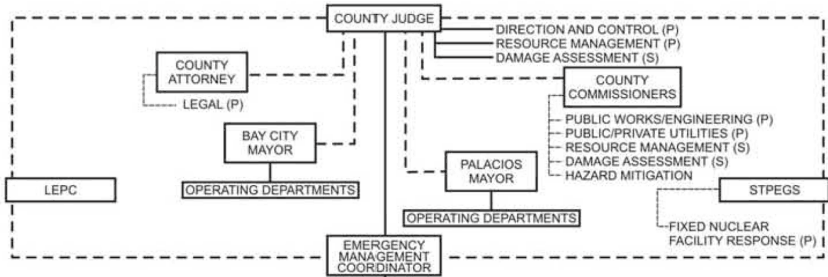 COUNTY JUDGE
DIRECTION AND CONTROL (P)
RESOURCE MANAGEMENT (P)
DAMAGE ASSESSMENT (S)
COUNTY
ATTORNEY
LEGAL (P)
COUNTY
COMMISSIONERS
PUBLIC WORKS/ENGINEERING (P)
PUBLIC/PRIVATE UTILITIES (P)
RESOURCE MANAGEMENT (S)
DAMAGE ASSESSMENT (S)
HAZARD MITIGATION
BAY CITY
MAYOR
OPERATING DEPARTMENTS
PALACIOS
MAYOR
OPERATING DEPARTMENTS
LEPC
STPEGS
FIXED NUCLEAR
FACILITY RESPONSE (P)
EMERGENCY
MANAGEMENT
COORDINATOR